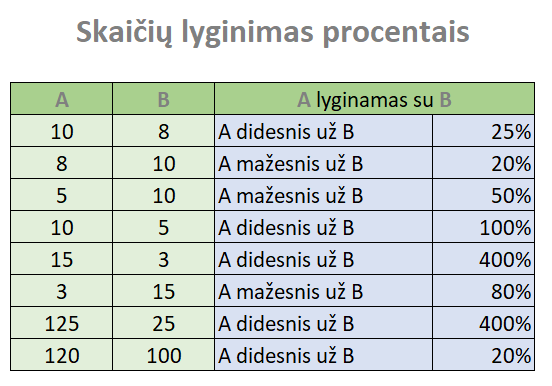 Skaičių lyginimas procentais
A B A lyginamas su B
10 8 A didesnis už B 25%
8 10 A mažesnis už B 20%
5 10 A mažesnis už B 50%
10 5 A didesnis už B 100%
15 3 A didesnis už B 400%
3 15 A mažesnis už B 80%
125 25 A didesnis už B 400%
120 100 A didesnis už B 20%